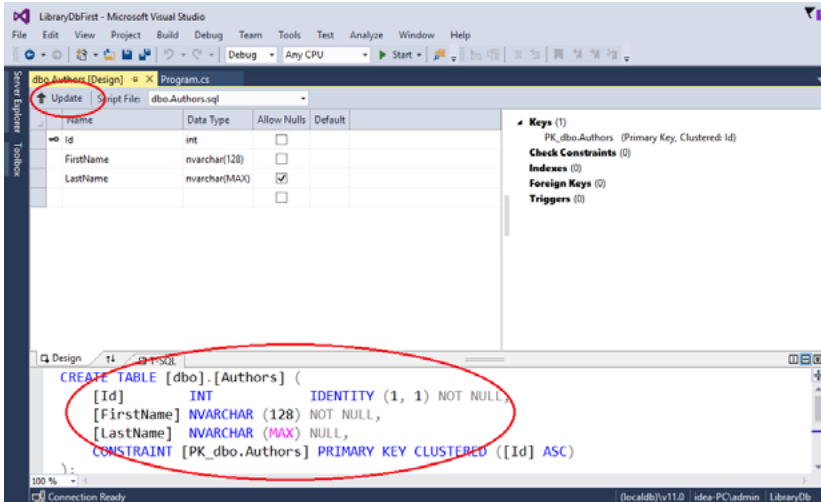 LibraryDbFirst - Microsoft Visual Studio
File Edit View Project Build Debug Team Tools Test Analyze Window Help
Debug Any CPU Start
Server Explorer
Toolbox
dbo.Authors [Design] Program.cs
Update Script File: dbo.Authors.sql
Name Data Type Allow Nulls Default
Id int
FirstName nvarchar(128)
LastName nvarchar(MAX)
Keys (1)
PK_dbo.Authors (Primary Key, Clustered: Id)
Check Constraints (0)
Indexes (0)
Foreign Keys (0)
Triggers (0)
Design T-SQL
CREATE TABLE [dbo].[Authors] (
[Id] INT IDENTITY (1, 1) NOT NULL,
[FirstName] NVARCHAR (128) NOT NULL,
[LastName] NVARCHAR (MAX) NULL,
CONSTRAINT [PK_dbo.Authors] PRIMARY KEY CLUSTERED ([Id] ASC)
);
100 %
Connection Ready (localdb)\v11.0 idea-PC\admin LibraryDb